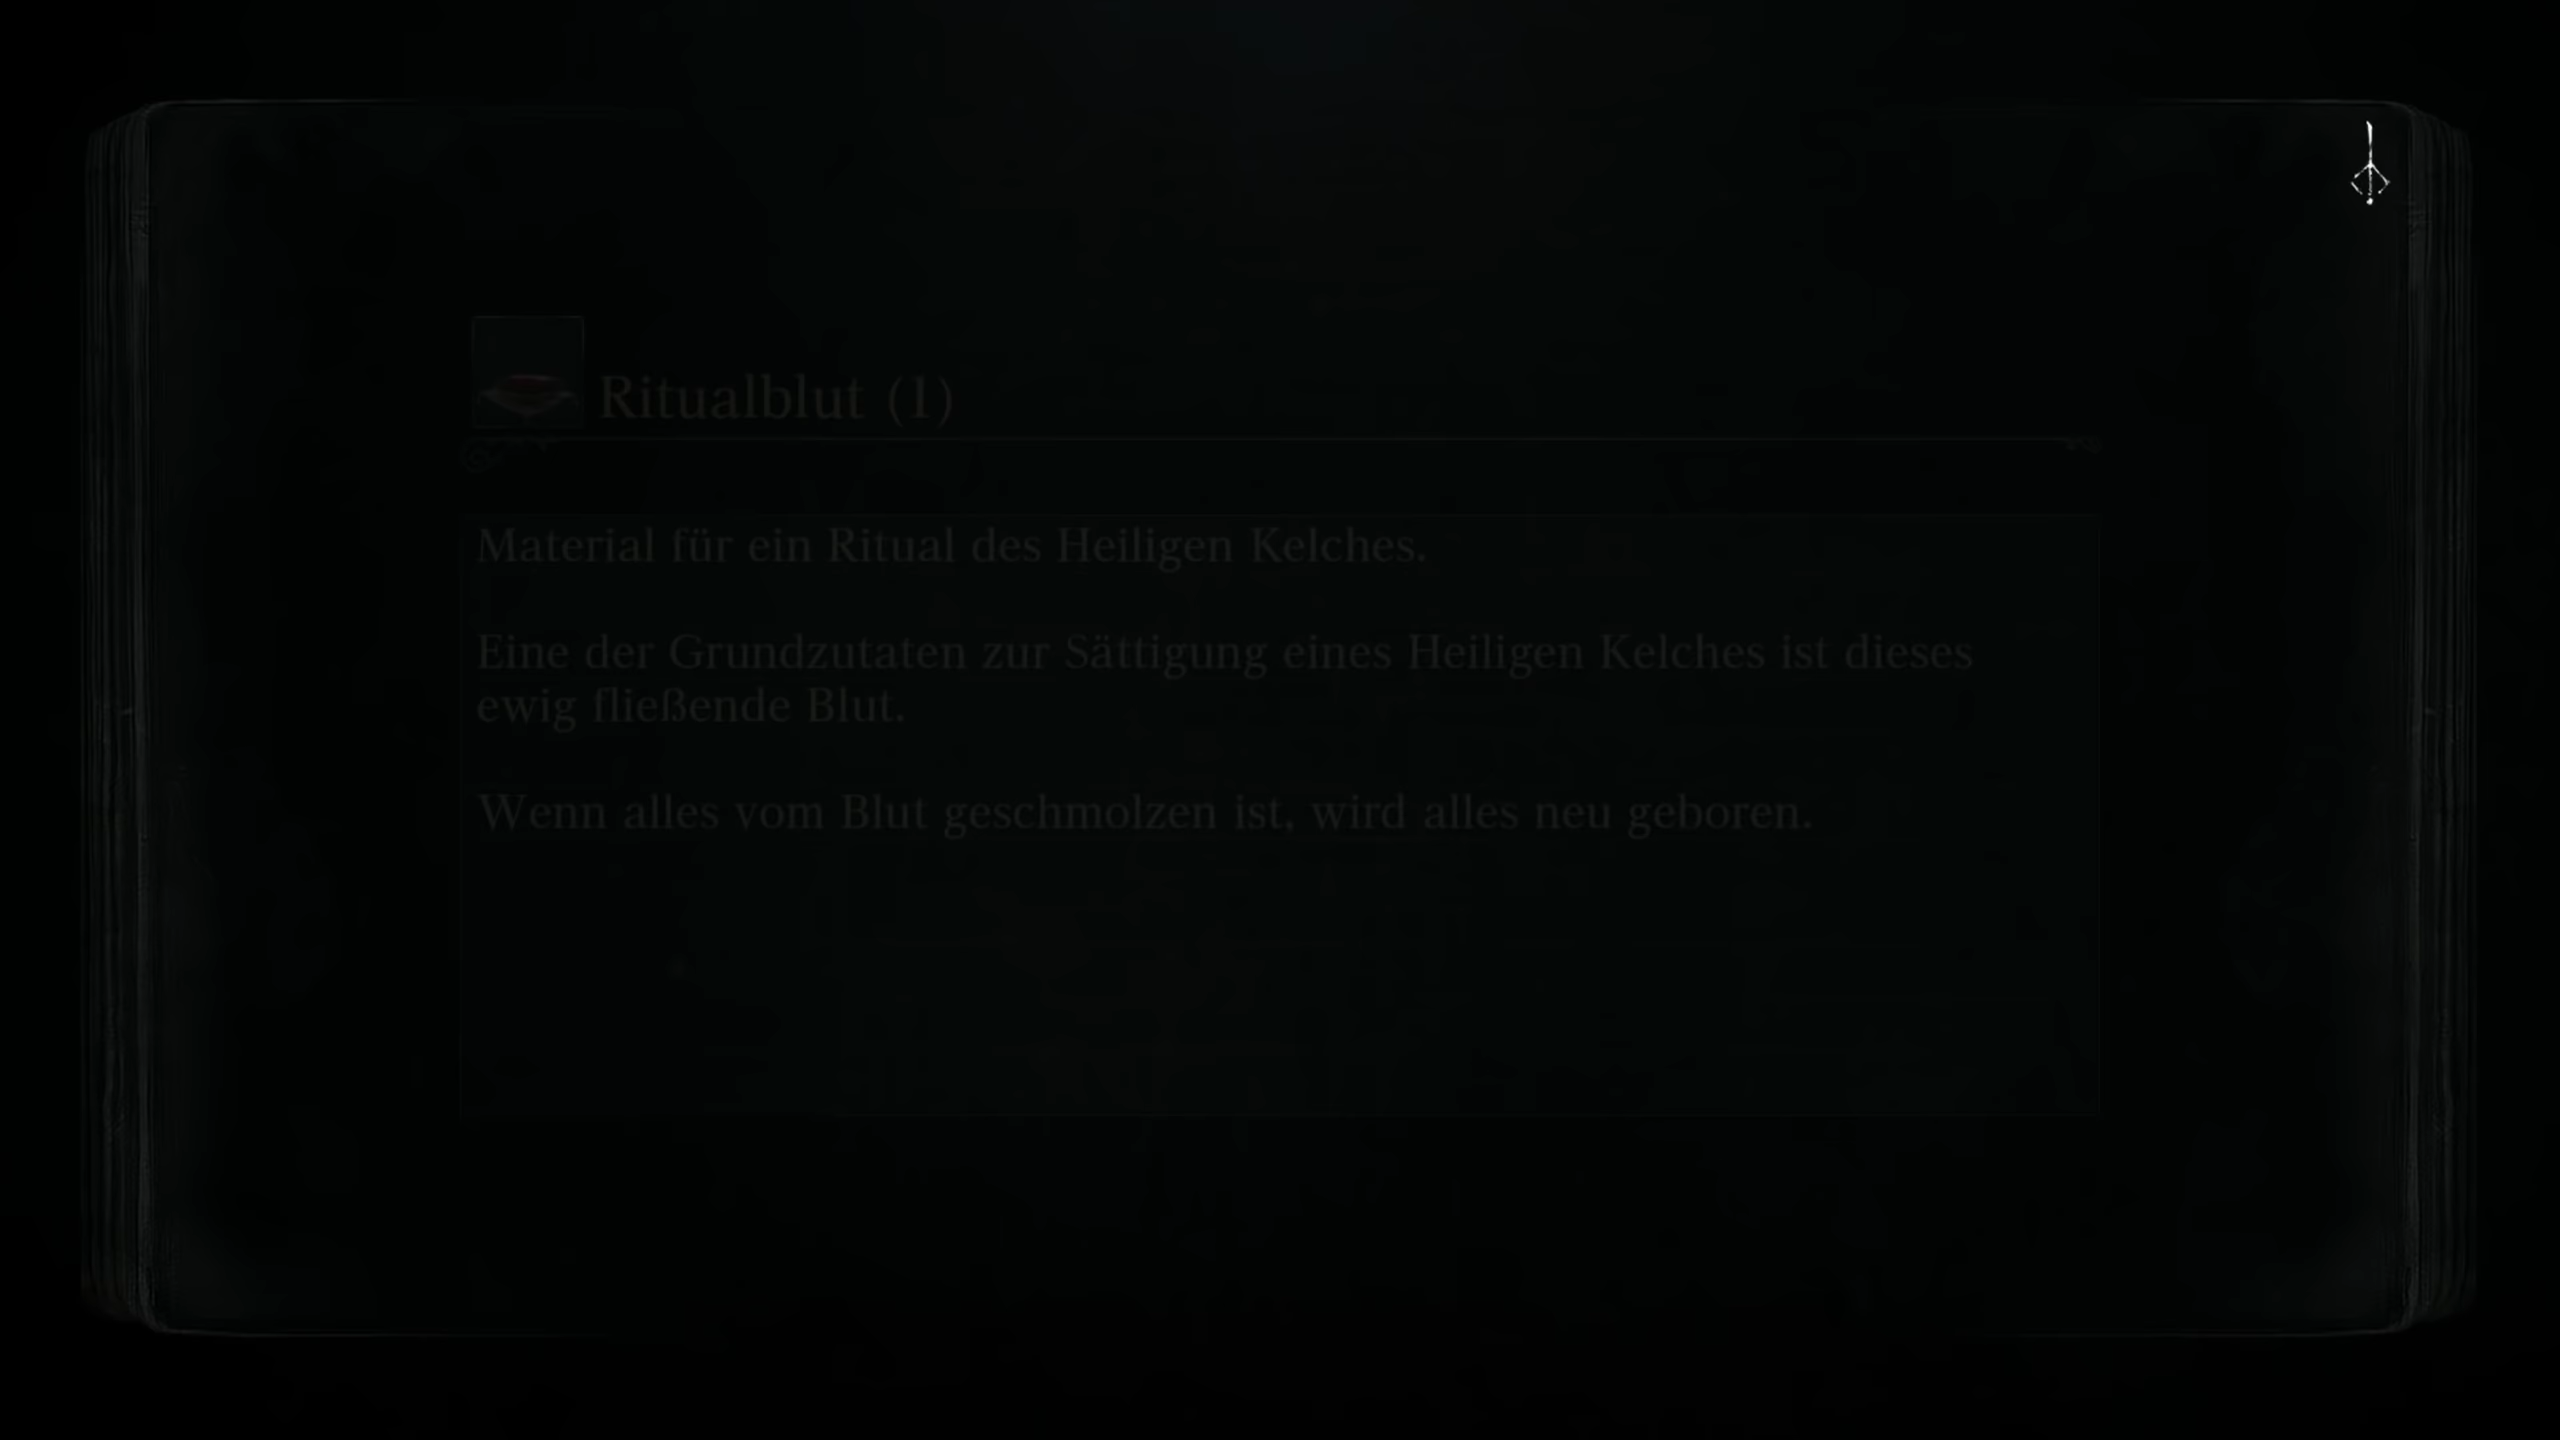 Ritualblut (1)
Material für ein Ritual des Heiligen Kelches.
Eine der Grundzutaten zur Sättigung eines Heiligen Kelches ist dieses
ewig fließende Blut.
Wenn alles vom Blut geschmolzen ist, wird alles neu geboren.